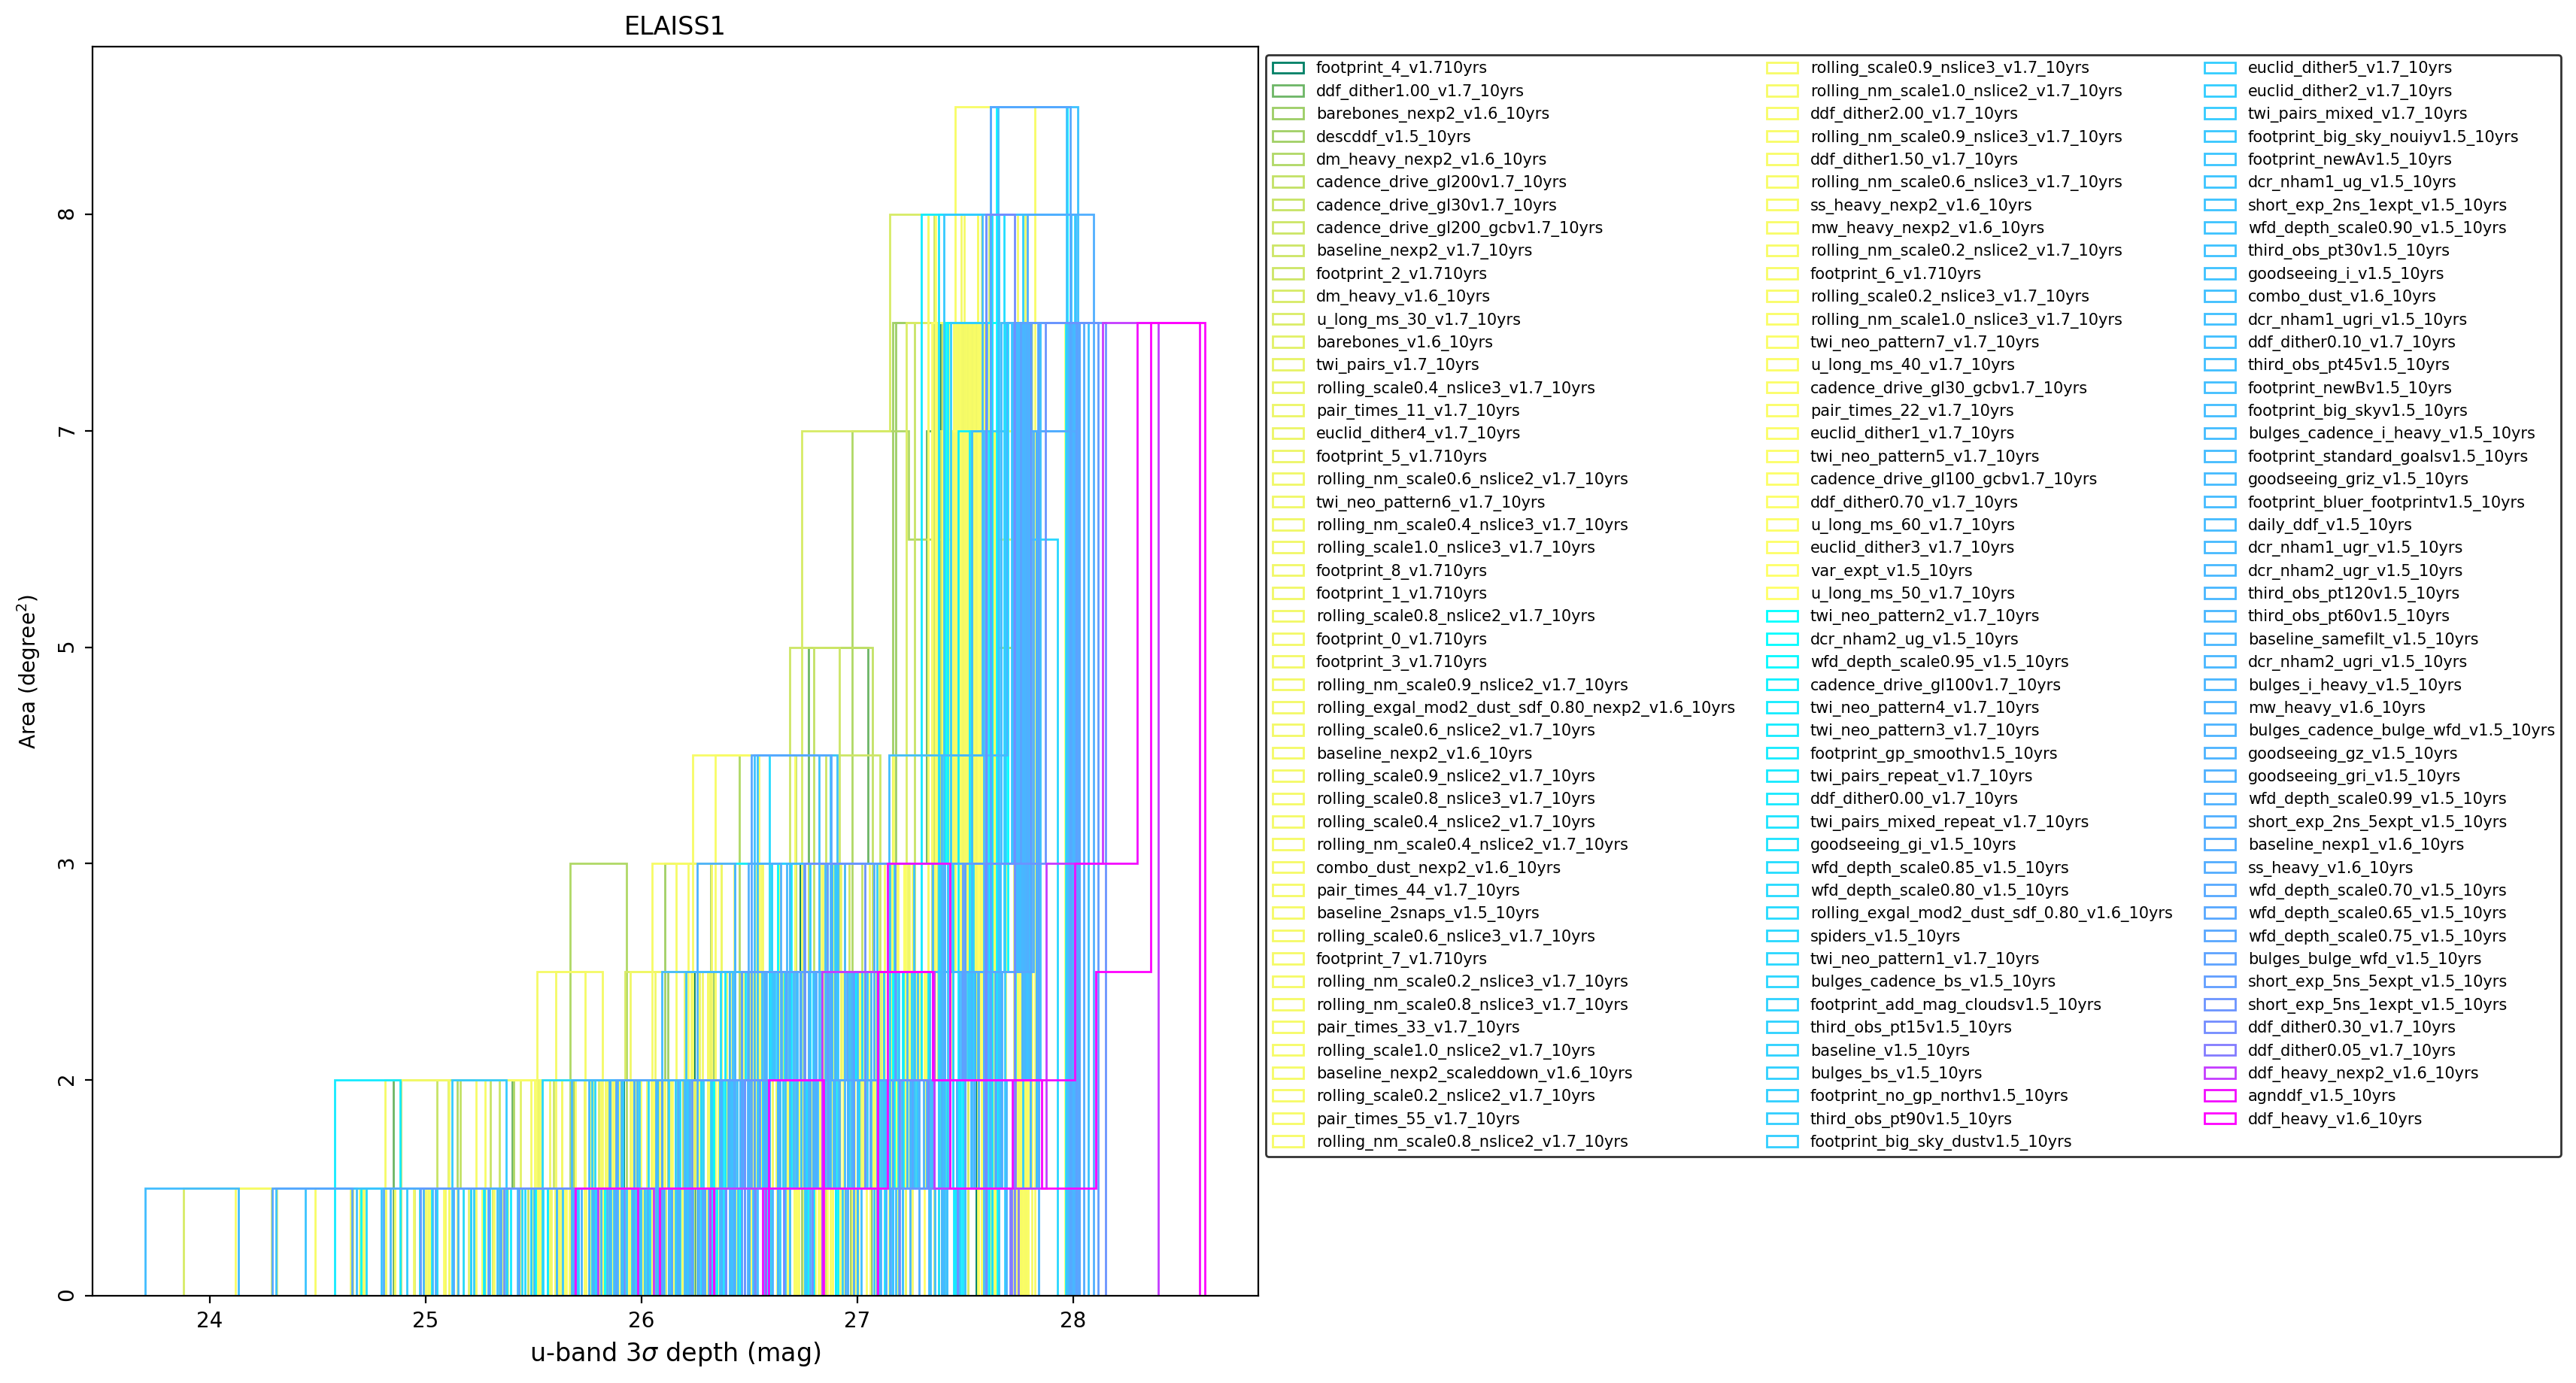 ELAISS1
Area (degree²)
8
7
5
3
2
0
24 25 26 27 28
u-band 3σ depth (mag)
footprint_4_v1.710yrs
ddf_dither1.00_v1.7_10yrs
barebones_nexp2_v1.6_10yrs
descddf_v1.5_10yrs
dm_heavy_nexp2_v1.6_10yrs
cadence_drive_gl200v1.7_10yrs
cadence_drive_gl30v1.7_10yrs
cadence_drive_gl200_gcbv1.7_10yrs
baseline_nexp2_v1.7_10yrs
footprint_2_v1.710yrs
dm_heavy_v1.6_10yrs
u_long_ms_30_v1.7_10yrs
barebones_v1.6_10yrs
twi_pairs_v1.7_10yrs
rolling_scale0.4_nslice3_v1.7_10yrs
pair_times_11_v1.7_10yrs
euclid_dither4_v1.7_10yrs
footprint_5_v1.710yrs
rolling_nm_scale0.6_nslice2_v1.7_10yrs
twi_neo_pattern6_v1.7_10yrs
rolling_nm_scale0.4_nslice3_v1.7_10yrs
rolling_scale1.0_nslice3_v1.7_10yrs
footprint_8_v1.710yrs
footprint_1_v1.710yrs
rolling_scale0.8_nslice2_v1.7_10yrs
footprint_0_v1.710yrs
footprint_3_v1.710yrs
rolling_nm_scale0.9_nslice2_v1.7_10yrs
rolling_exgal_mod2_dust_sdf_0.80_nexp2_v1.6_10yrs
rolling_scale0.6_nslice2_v1.7_10yrs
baseline_nexp2_v1.6_10yrs
rolling_scale0.9_nslice2_v1.7_10yrs
rolling_scale0.8_nslice3_v1.7_10yrs
rolling_scale0.4_nslice2_v1.7_10yrs
rolling_nm_scale0.4_nslice2_v1.7_10yrs
combo_dust_nexp2_v1.6_10yrs
pair_times_44_v1.7_10yrs
baseline_2snaps_v1.5_10yrs
rolling_scale0.6_nslice3_v1.7_10yrs
footprint_7_v1.710yrs
rolling_nm_scale0.2_nslice3_v1.7_10yrs
rolling_nm_scale0.8_nslice3_v1.7_10yrs
pair_times_33_v1.7_10yrs
rolling_scale1.0_nslice2_v1.7_10yrs
baseline_nexp2_scaleddown_v1.6_10yrs
rolling_scale0.2_nslice2_v1.7_10yrs
pair_times_55_v1.7_10yrs
rolling_nm_scale0.8_nslice2_v1.7_10yrs
rolling_scale0.9_nslice3_v1.7_10yrs
rolling_nm_scale1.0_nslice2_v1.7_10yrs
ddf_dither2.00_v1.7_10yrs
rolling_nm_scale0.9_nslice3_v1.7_10yrs
ddf_dither1.50_v1.7_10yrs
rolling_nm_scale0.6_nslice3_v1.7_10yrs
ss_heavy_nexp2_v1.6_10yrs
mw_heavy_nexp2_v1.6_10yrs
rolling_nm_scale0.2_nslice2_v1.7_10yrs
footprint_6_v1.710yrs
rolling_scale0.2_nslice3_v1.7_10yrs
rolling_nm_scale1.0_nslice3_v1.7_10yrs
twi_neo_pattern7_v1.7_10yrs
u_long_ms_40_v1.7_10yrs
cadence_drive_gl30_gcbv1.7_10yrs
pair_times_22_v1.7_10yrs
euclid_dither1_v1.7_10yrs
twi_neo_pattern5_v1.7_10yrs
cadence_drive_gl100_gcbv1.7_10yrs
ddf_dither0.70_v1.7_10yrs
u_long_ms_60_v1.7_10yrs
euclid_dither3_v1.7_10yrs
var_expt_v1.5_10yrs
u_long_ms_50_v1.7_10yrs
twi_neo_pattern2_v1.7_10yrs
dcr_nham2_ug_v1.5_10yrs
wfd_depth_scale0.95_v1.5_10yrs
cadence_drive_gl100v1.7_10yrs
twi_neo_pattern4_v1.7_10yrs
twi_neo_pattern3_v1.7_10yrs
footprint_gp_smoothv1.5_10yrs
twi_pairs_repeat_v1.7_10yrs
ddf_dither0.00_v1.7_10yrs
twi_pairs_mixed_repeat_v1.7_10yrs
goodseeing_gi_v1.5_10yrs
wfd_depth_scale0.85_v1.5_10yrs
wfd_depth_scale0.80_v1.5_10yrs
rolling_exgal_mod2_dust_sdf_0.80_v1.6_10yrs
spiders_v1.5_10yrs
twi_neo_pattern1_v1.7_10yrs
bulges_cadence_bs_v1.5_10yrs
footprint_add_mag_cloudsv1.5_10yrs
third_obs_pt15v1.5_10yrs
baseline_v1.5_10yrs
bulges_bs_v1.5_10yrs
footprint_no_gp_northv1.5_10yrs
third_obs_pt90v1.5_10yrs
footprint_big_sky_dustv1.5_10yrs
euclid_dither5_v1.7_10yrs
euclid_dither2_v1.7_10yrs
twi_pairs_mixed_v1.7_10yrs
footprint_big_sky_nouiyv1.5_10yrs
footprint_newAv1.5_10yrs
dcr_nham1_ug_v1.5_10yrs
short_exp_2ns_1expt_v1.5_10yrs
wfd_depth_scale0.90_v1.5_10yrs
third_obs_pt30v1.5_10yrs
goodseeing_i_v1.5_10yrs
combo_dust_v1.6_10yrs
dcr_nham1_ugri_v1.5_10yrs
ddf_dither0.10_v1.7_10yrs
third_obs_pt45v1.5_10yrs
footprint_newBv1.5_10yrs
footprint_big_skyv1.5_10yrs
bulges_cadence_i_heavy_v1.5_10yrs
footprint_standard_goalsv1.5_10yrs
goodseeing_griz_v1.5_10yrs
footprint_bluer_footprintv1.5_10yrs
daily_ddf_v1.5_10yrs
dcr_nham1_ugr_v1.5_10yrs
dcr_nham2_ugr_v1.5_10yrs
third_obs_pt120v1.5_10yrs
third_obs_pt60v1.5_10yrs
baseline_samefilt_v1.5_10yrs
dcr_nham2_ugri_v1.5_10yrs
bulges_i_heavy_v1.5_10yrs
mw_heavy_v1.6_10yrs
bulges_cadence_bulge_wfd_v1.5_10yrs
goodseeing_gz_v1.5_10yrs
goodseeing_gri_v1.5_10yrs
wfd_depth_scale0.99_v1.5_10yrs
short_exp_2ns_5expt_v1.5_10yrs
baseline_nexp1_v1.6_10yrs
ss_heavy_v1.6_10yrs
wfd_depth_scale0.70_v1.5_10yrs
wfd_depth_scale0.65_v1.5_10yrs
wfd_depth_scale0.75_v1.5_10yrs
bulges_bulge_wfd_v1.5_10yrs
short_exp_5ns_5expt_v1.5_10yrs
short_exp_5ns_1expt_v1.5_10yrs
ddf_dither0.30_v1.7_10yrs
ddf_dither0.05_v1.7_10yrs
ddf_heavy_nexp2_v1.6_10yrs
agnddf_v1.5_10yrs
ddf_heavy_v1.6_10yrs